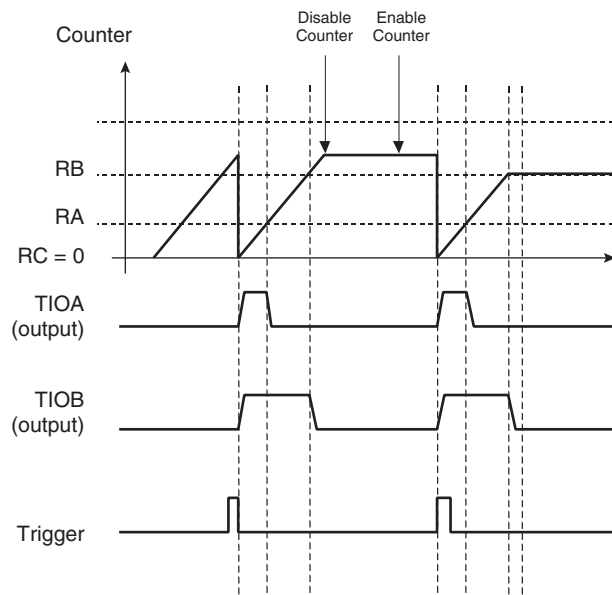 Disable
Counter
Enable
Counter
Counter
RB
RA
RC = 0
TIOA
(output)
TIOB
(output)
Trigger